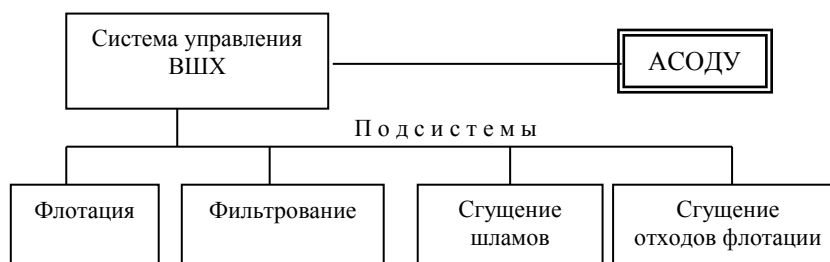 Система управления
ВШХ
АСОДУ
П о д с и с т е м ы
Флотация
Фильтрование
Сгущение
шламов
Сгущение
отходов флотации